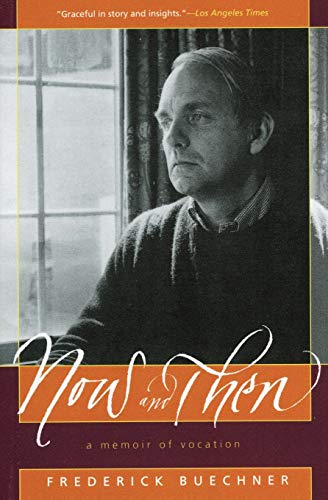 "Graceful in story and insights."—Los Angeles Times
Now and Then
a memoir of vocation
FREDERICK BUECHNER